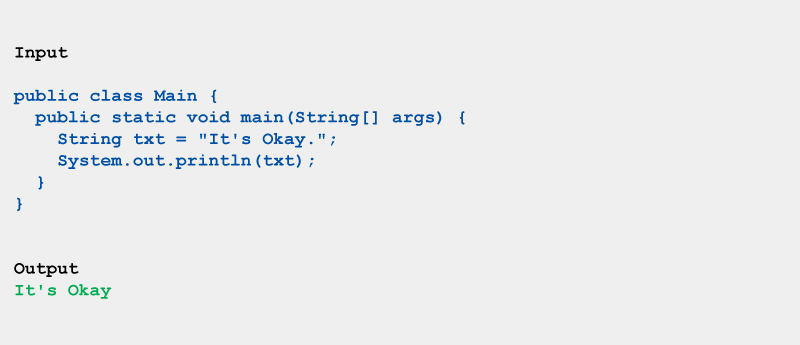 Input
public class Main {
  public static void main(String[] args) {
    String txt = "It's Okay.";
    System.out.println(txt);
  }
}
Output
It's Okay